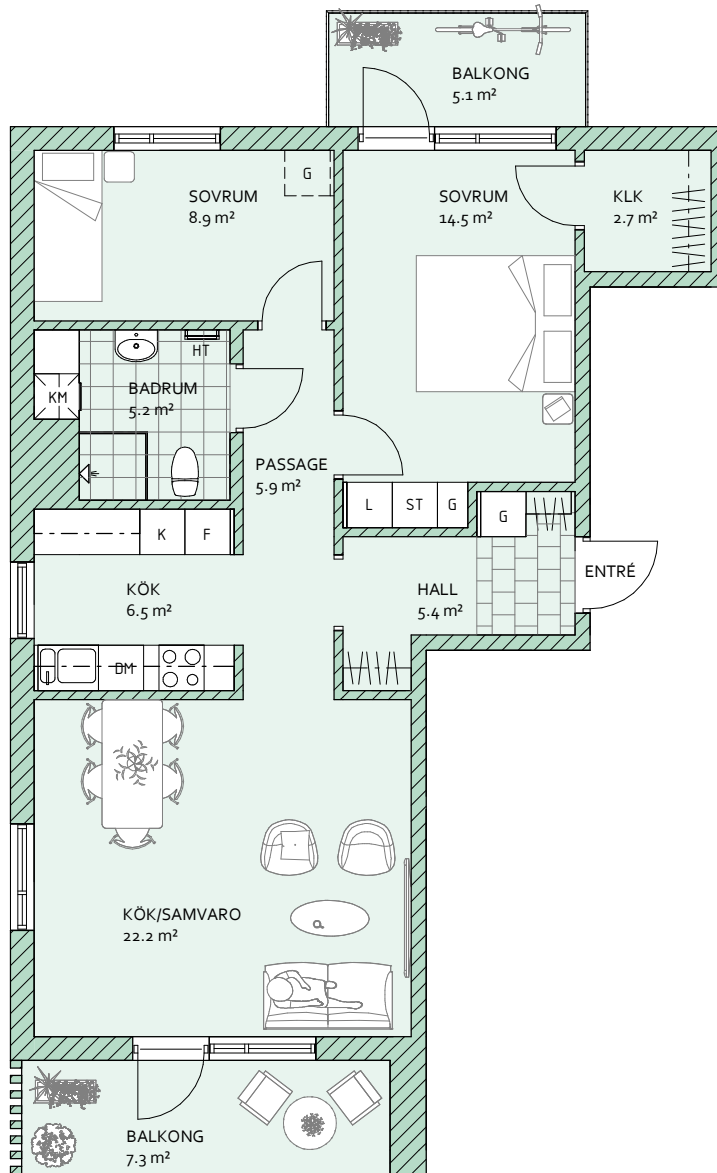 BALKONG
5.1 m²
SOVRUM
8.9 m²
G
SOVRUM
14.5 m²
KLK
2.7 m²
HT
KM
BADRUM
5.2 m²
PASSAGE
5.9 m²
L
ST
G
G
K
F
ENTRÉ
KÖK
6.5 m²
HALL
5.4 m²
DM
KÖK/SAMVARO
22.2 m²
BALKONG
7.3 m²